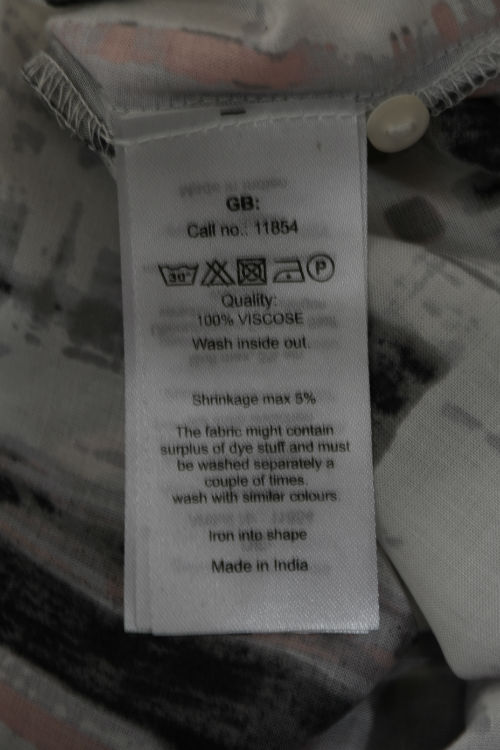 GB:
Call no.: 11854
30° P
Quality:
100% VISCOSE
Wash inside out.
Shrinkage max 5%
The fabric might contain
surplus of dye stuff and must
be washed separately a
couple of times.
wash with similar colours.
Iron into shape
Made in India